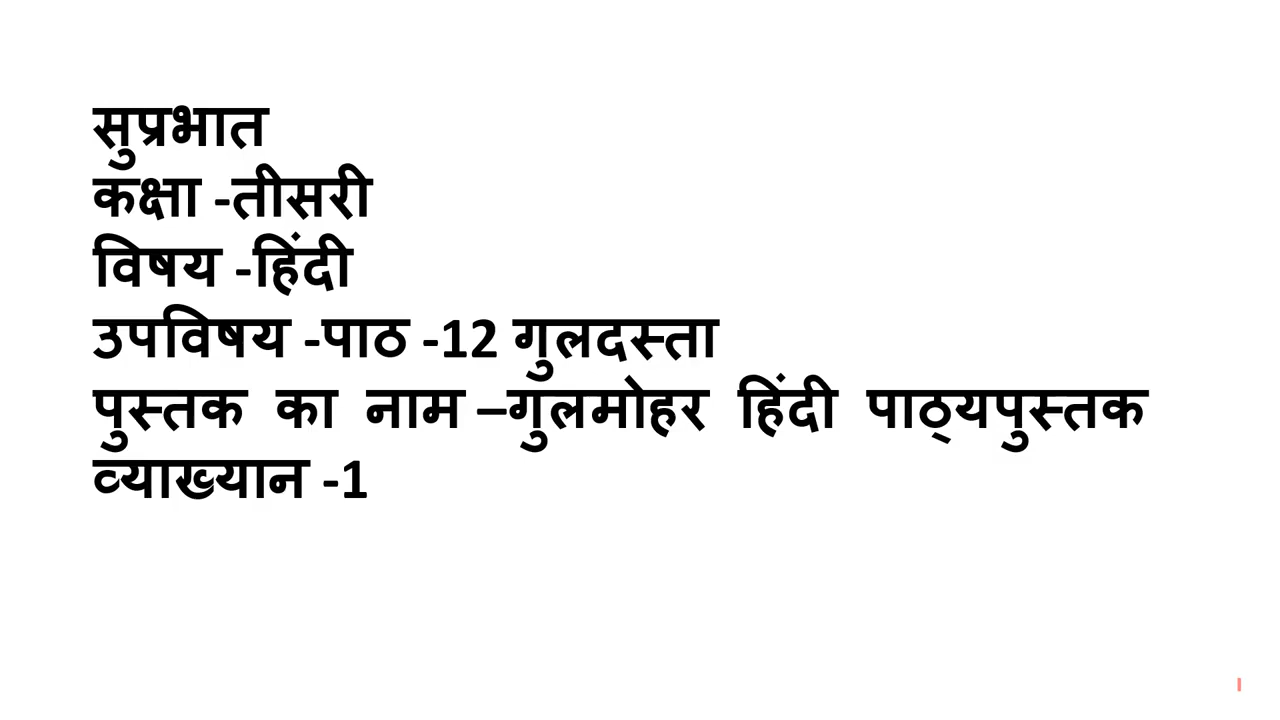 सुप्रभात
कक्षा -तीसरी
विषय -हिंदी
उपविषय -पाठ -12 गुलदस्ता
पुस्तक का नाम –गुलमोहर हिंदी पाठ्यपुस्तक
व्याख्यान -1